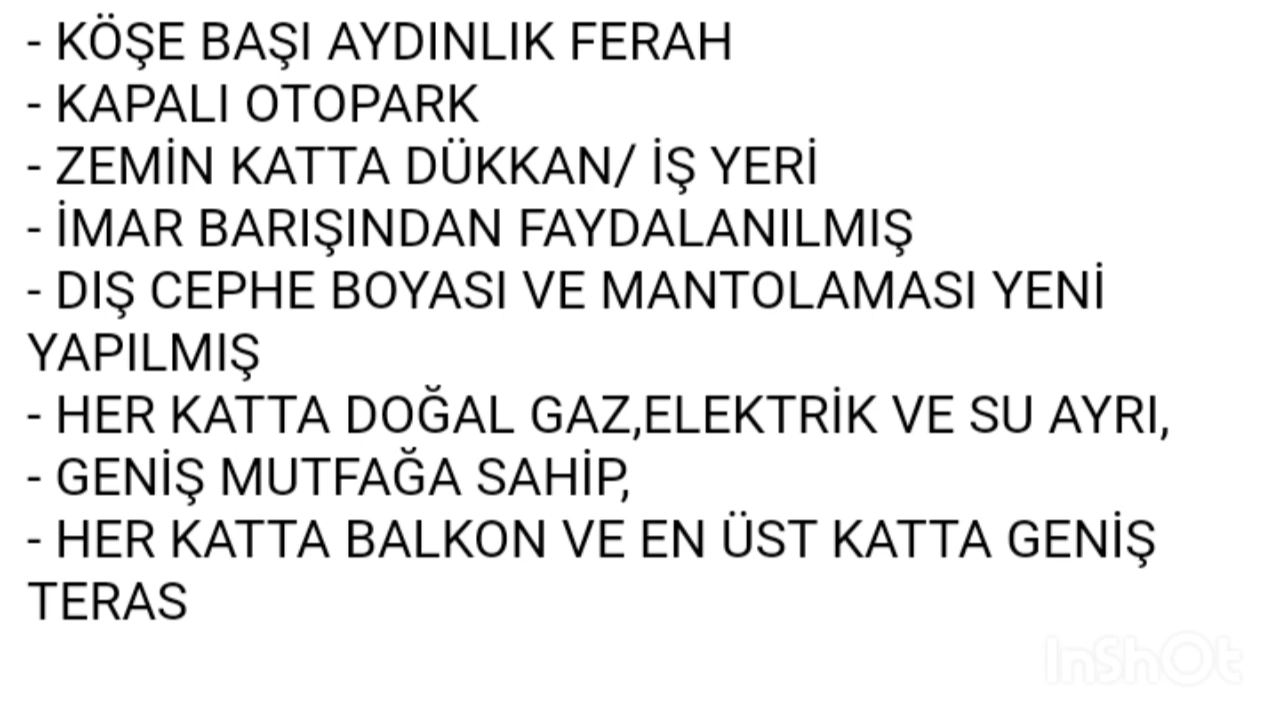 - KÖŞE BAŞI AYDINLIK FERAH
- KAPALI OTOPARK
- ZEMİN KATTA DÜKKAN/ İŞ YERİ
- İMAR BARIŞINDAN FAYDALANILMIŞ
- DIŞ CEPHE BOYASI VE MANTOLAMASI YENİ
YAPILMIŞ
- HER KATTA DOĞAL GAZ,ELEKTRİK VE SU AYRI,
- GENİŞ MUTFAĞA SAHİP,
- HER KATTA BALKON VE EN ÜST KATTA GENİŞ
TERAS
InShOt